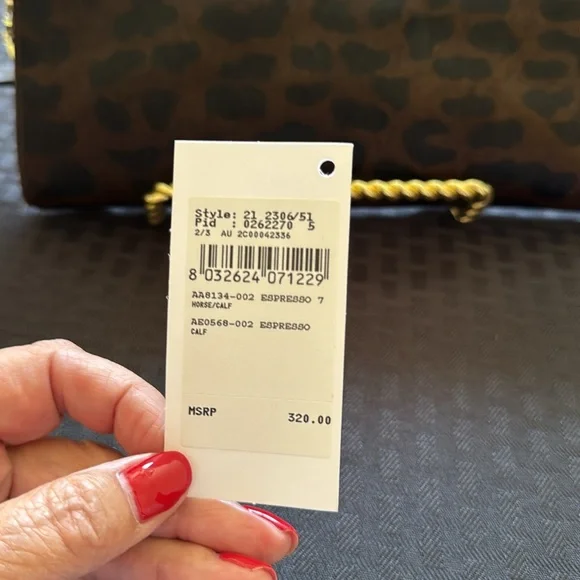 Style: 21 2306/51
Pid : 0262270 5
2/3 AU 2C00042336
8 032624 071229
AA8134-002 ESPRESSO 7
HORSE/CALF
AE0568-002 ESPRESSO
CALF
MSRP 320.00